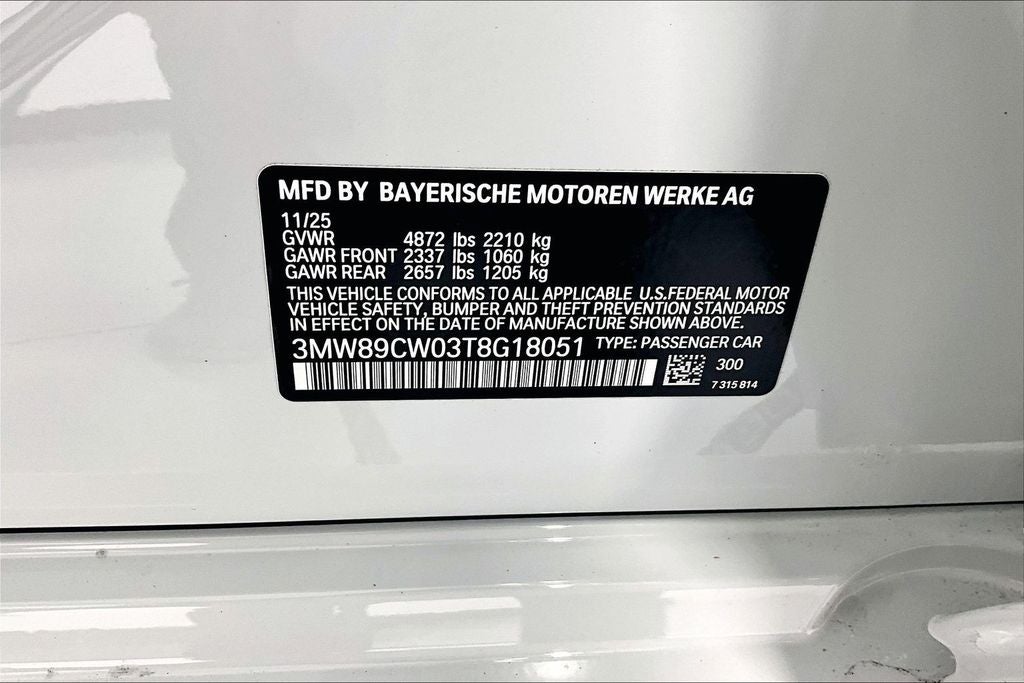 MFD BY BAYERISCHE MOTOREN WERKE AG
11/25
GVWR 4872 lbs 2210 kg
GAWR FRONT 2337 lbs 1060 kg
GAWR REAR 2657 lbs 1205 kg
THIS VEHICLE CONFORMS TO ALL APPLICABLE U.S.FEDERAL MOTOR
VEHICLE SAFETY, BUMPER AND THEFT PREVENTION STANDARDS
IN EFFECT ON THE DATE OF MANUFACTURE SHOWN ABOVE.
3MW89CW03T8G18051 TYPE: PASSENGER CAR
300
7 315 814